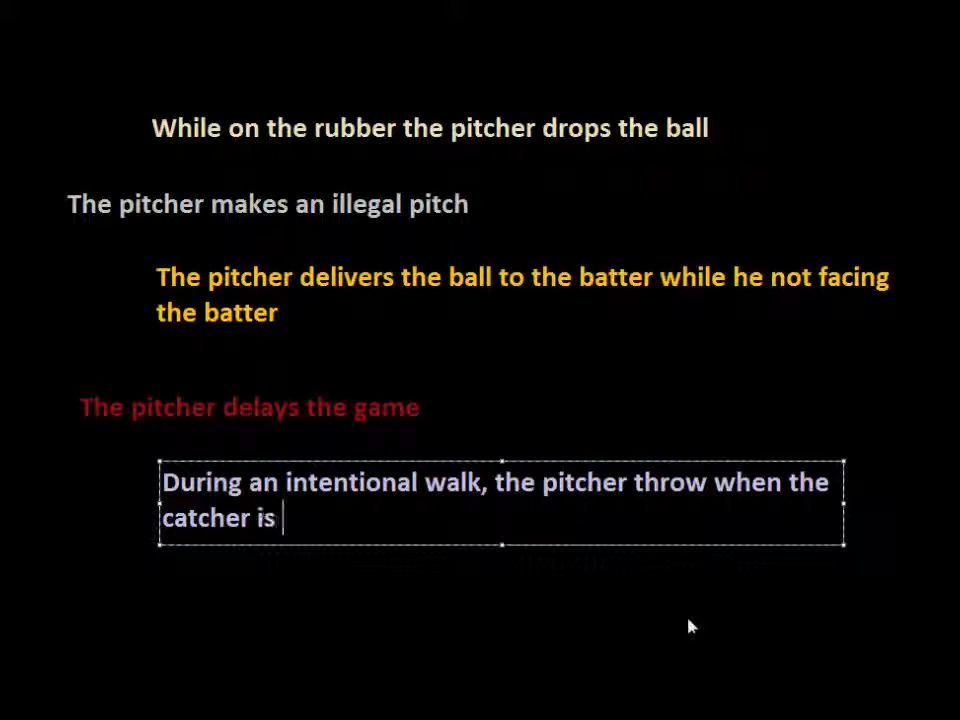 While on the rubber the pitcher drops the ball
The pitcher makes an illegal pitch
The pitcher delivers the ball to the batter while he not facing
the batter
The pitcher delays the game
During an intentional walk, the pitcher throw when the
catcher is